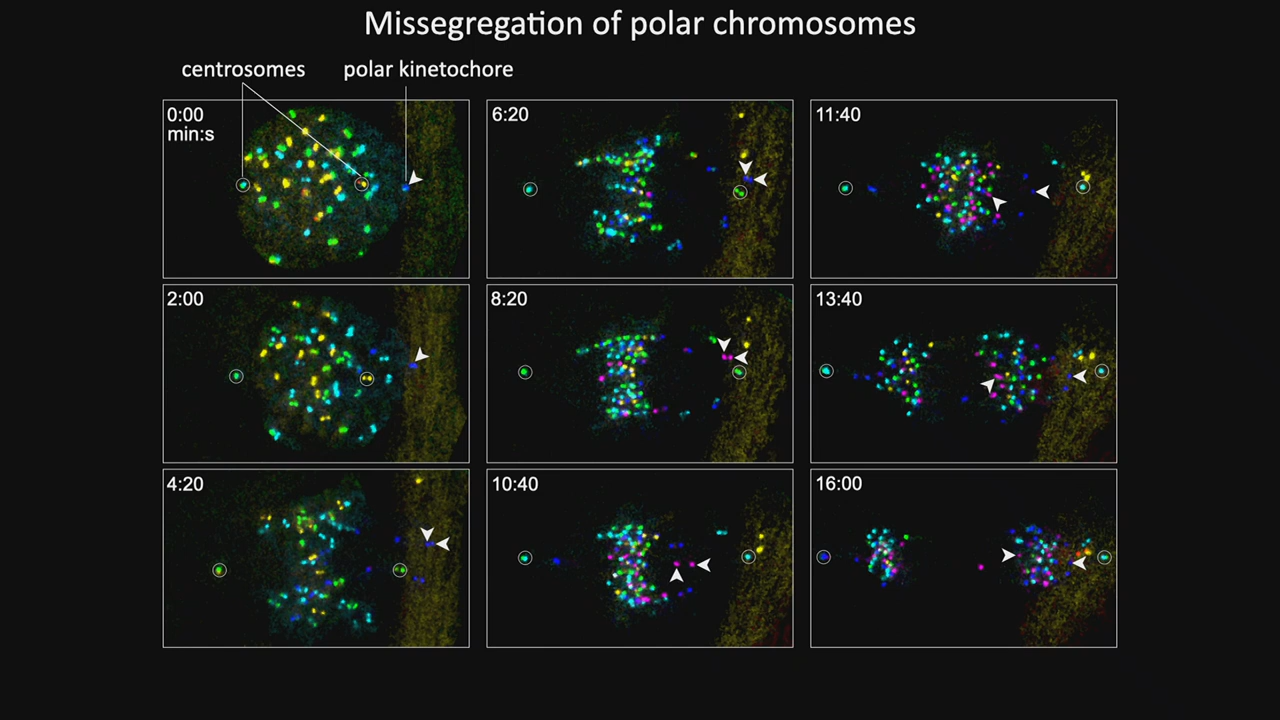 Missegregation of polar chromosomes
centrosomes
polar kinetochore
0:00
min:s
6:20
11:40
2:00
8:20
13:40
4:20
10:40
16:00